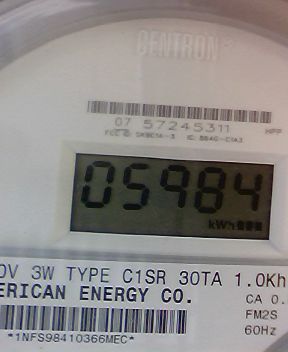 CENTRON®
07 57245311
HPP
05984
kWh
0V 3W TYPE C1SR 30TA 1.0Kh
ERICAN ENERGY CO.
CA 0.
FM2S
60Hz
*1NFS98410366MEC*